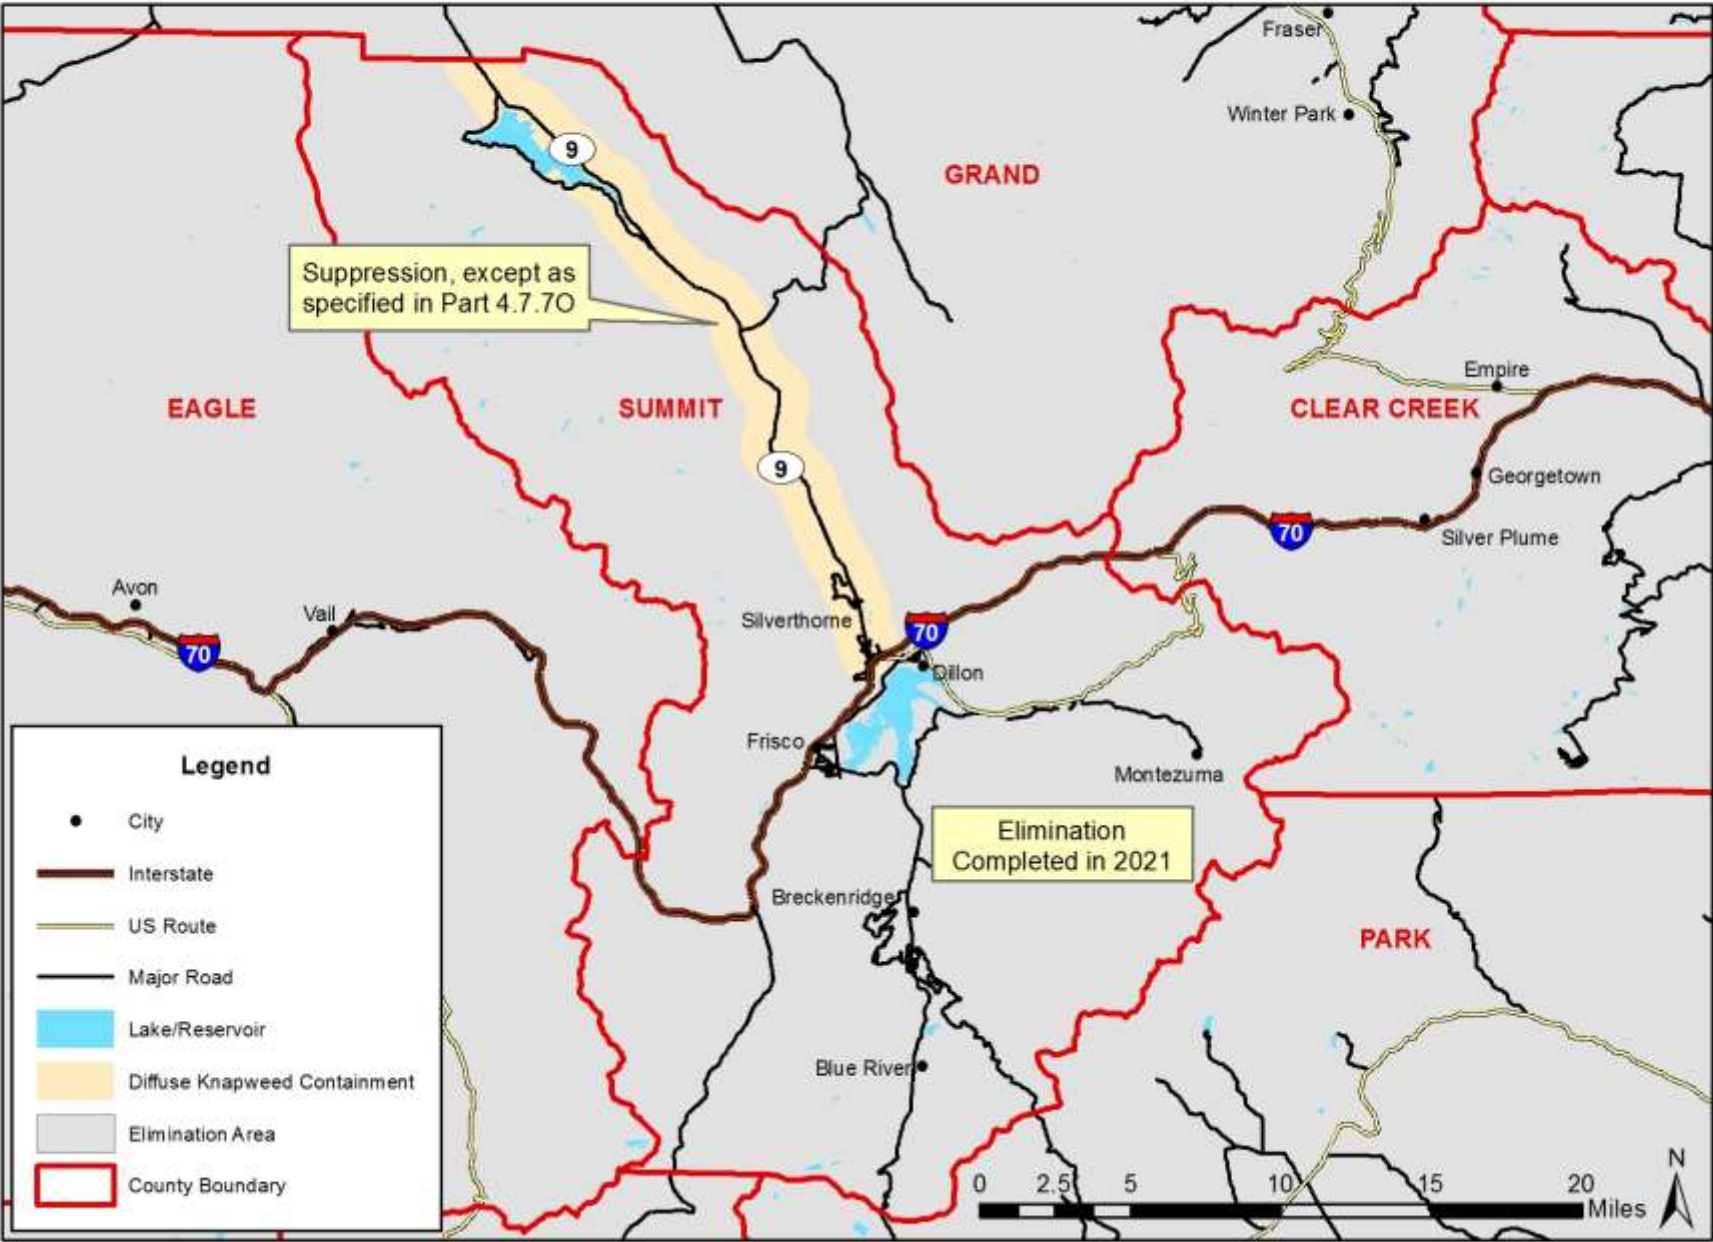 Fraser
Winter Park
GRAND
9
Suppression, except as
specified in Part 4.7.7O
Empire
EAGLE
SUMMIT
CLEAR CREEK
9
Georgetown
70
Silver Plume
Avon
Vail
Silverthorne
70
70
Dillon
Frisco
Montezuma
Elimination
Completed in 2021
Breckenridge
PARK
Blue River
Legend
City
Interstate
US Route
Major Road
Lake/Reservoir
Diffuse Knapweed Containment
Elimination Area
County Boundary
N
0 2.5 5 10 15 20
Miles